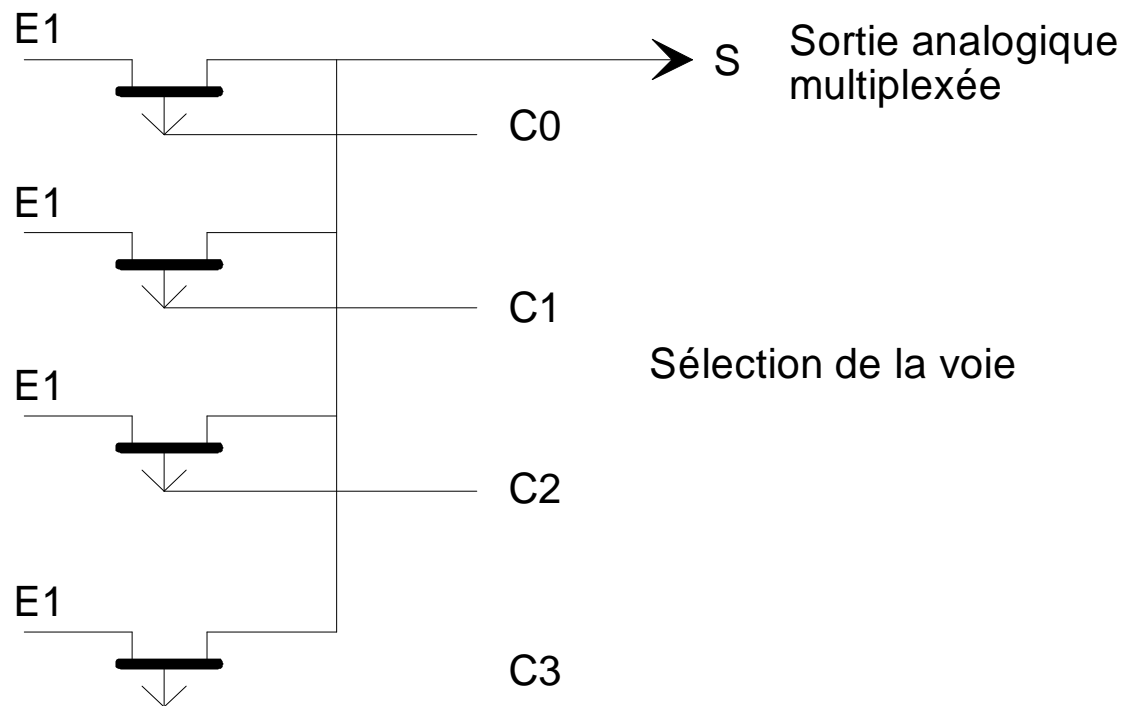 E1
S
Sortie analogique
multiplexée
C0
E1
C1
Sélection de la voie
E1
C2
E1
C3